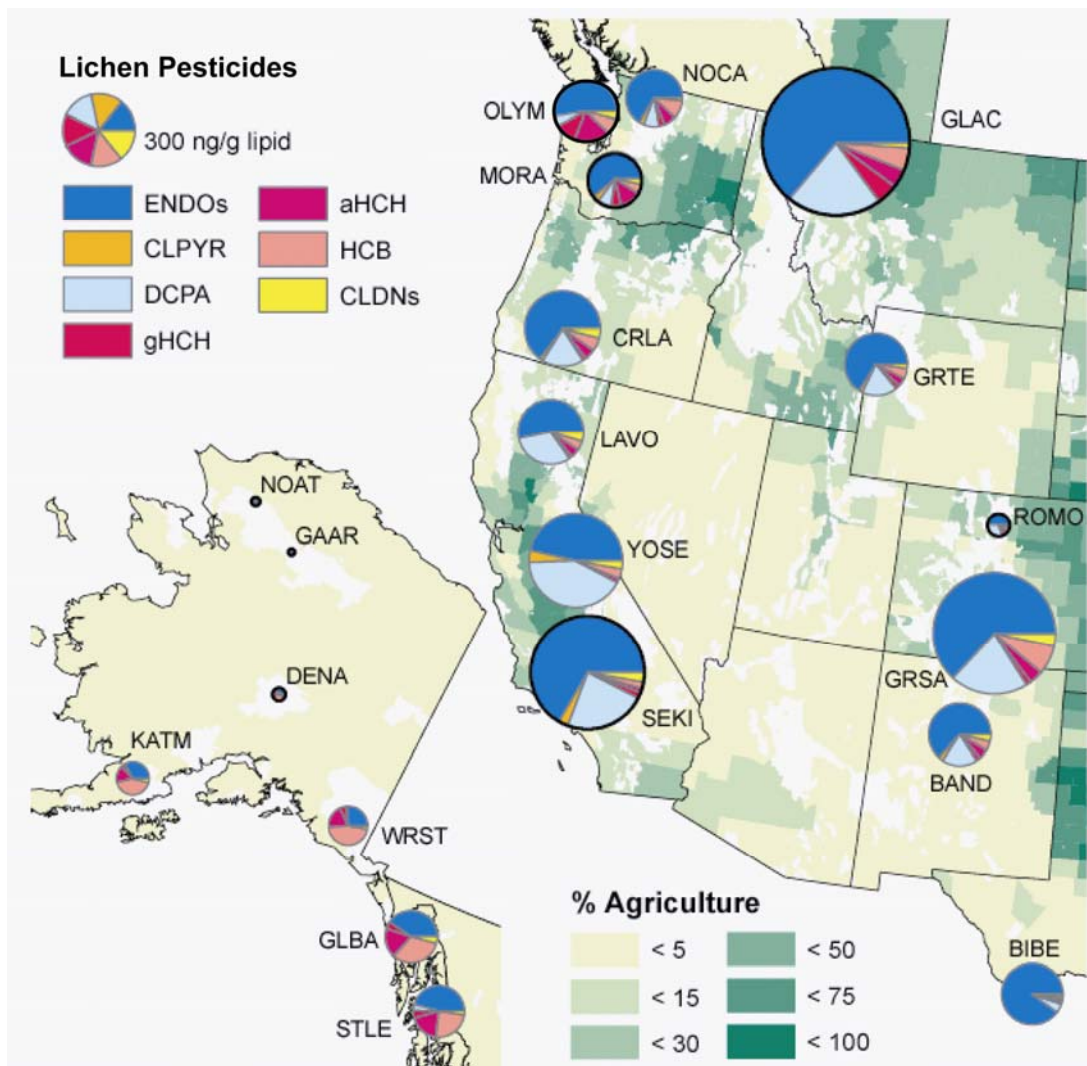 Lichen Pesticides
300 ng/g lipid
ENDOs
aHCH
CLPYR
HCB
DCPA
CLDNs
gHCH
NOCA
OLYM
GLAC
MORA
CRLA
GRTE
LAVO
NOAT
ROMO
GAAR
YOSE
DENA
GRSA
SEKI
KATM
BAND
WRST
% Agriculture
GLBA
< 5
< 50
BIBE
< 15
< 75
STLE
< 30
< 100